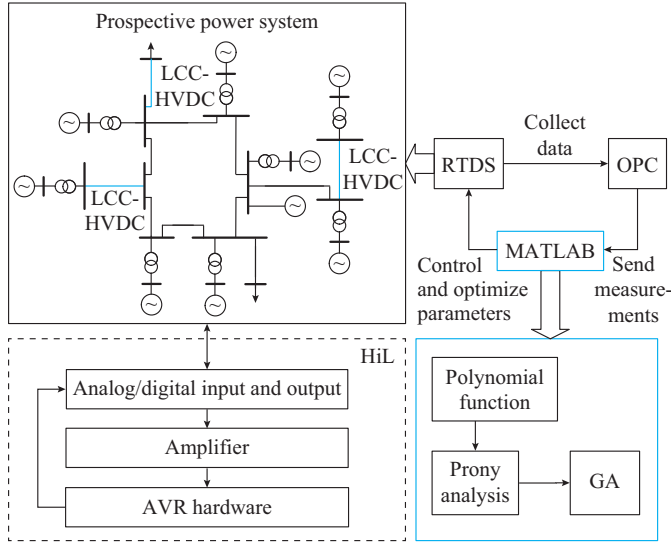 Prospective power system
LCC-
HVDC
LCC-
HVDC
LCC-
HVDC
RTDS
Collect
data
OPC
MATLAB
Control
and optimize
parameters
Send
measure-
ments
HiL
Analog/digital input and output
Amplifier
AVR hardware
Polynomial
function
Prony
analysis
GA